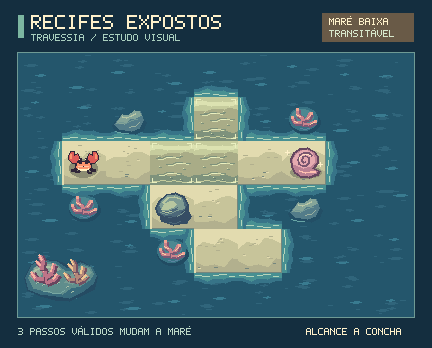 RECIFES EXPOSTOS
TRAVESSIA / ESTUDO VISUAL
MARÉ BAIXA
TRANSITÁVEL
3 PASSOS VÁLIDOS MUDAM A MARÉ
ALCANCE A CONCHA